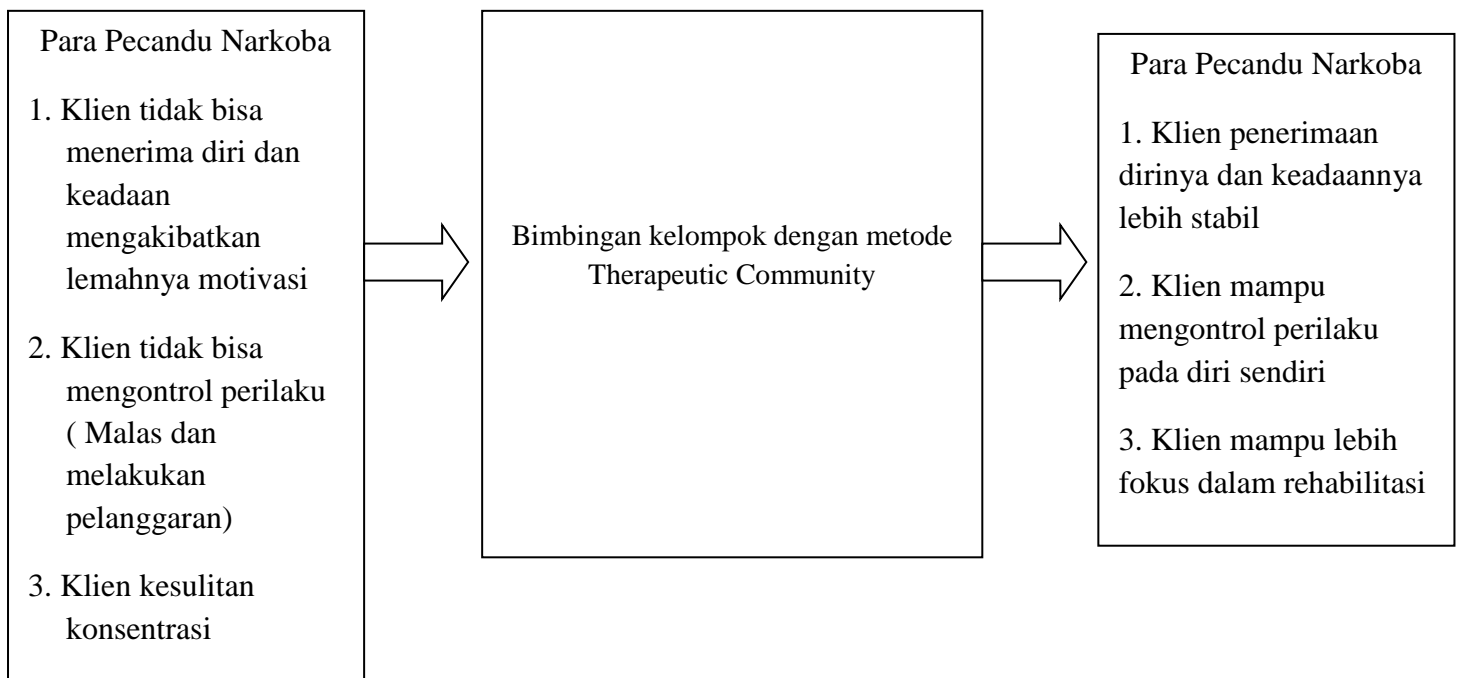 Para Pecandu Narkoba
1. Klien tidak bisa
menerima diri dan
keadaan
mengakibatkan
lemahnya motivasi
2. Klien tidak bisa
mengontrol perilaku
( Malas dan
melakukan
pelanggaran)
3. Klien kesulitan
konsentrasi
Bimbingan kelompok dengan metode
Therapeutic Community
Para Pecandu Narkoba
1. Klien penerimaan
dirinya dan keadaannya
lebih stabil
2. Klien mampu
mengontrol perilaku
pada diri sendiri
3. Klien mampu lebih
fokus dalam rehabilitasi